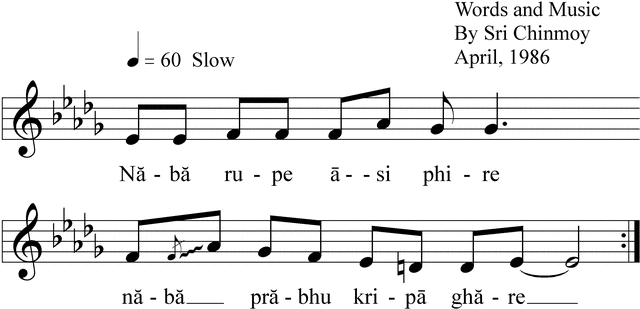 Words and Music
By Sri Chinmoy
April, 1986
= 60 Slow
Nă - bă ru - pe ā - - si phi - re
nă - bă___ pră - bhu kri - pā ghă - re___